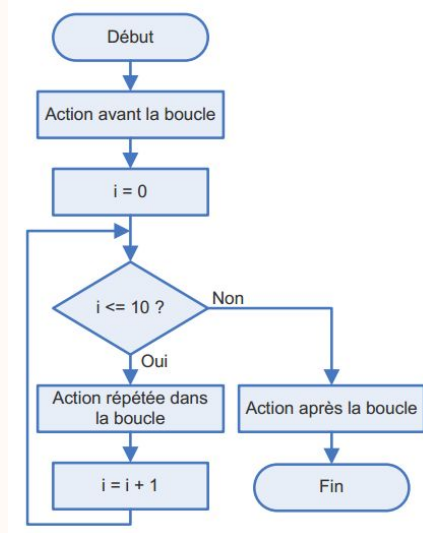 Début
Action avant la boucle
i = 0
i <= 10 ?
Non
Oui
Action répétée dans
la boucle
Action après la boucle
i = i + 1
Fin